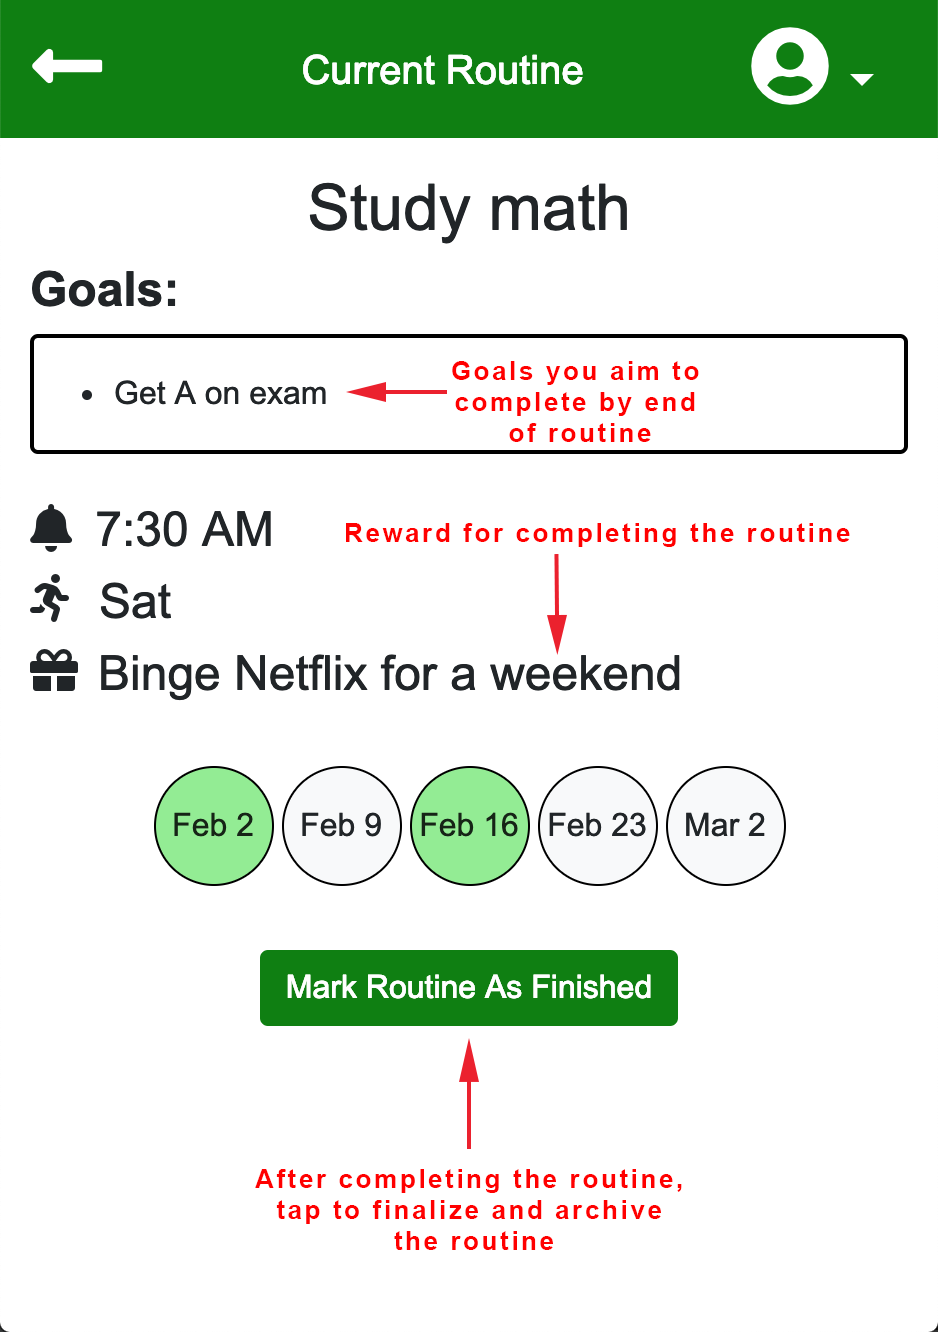 Current Routine
Study math
Goals:
• Get A on exam
Goals you aim to
complete by end
of routine
7:30 AM
Reward for completing the routine
Sat
Binge Netflix for a weekend
Feb 2
Feb 9
Feb 16
Feb 23
Mar 2
Mark Routine As Finished
After completing the routine,
tap to finalize and archive
the routine